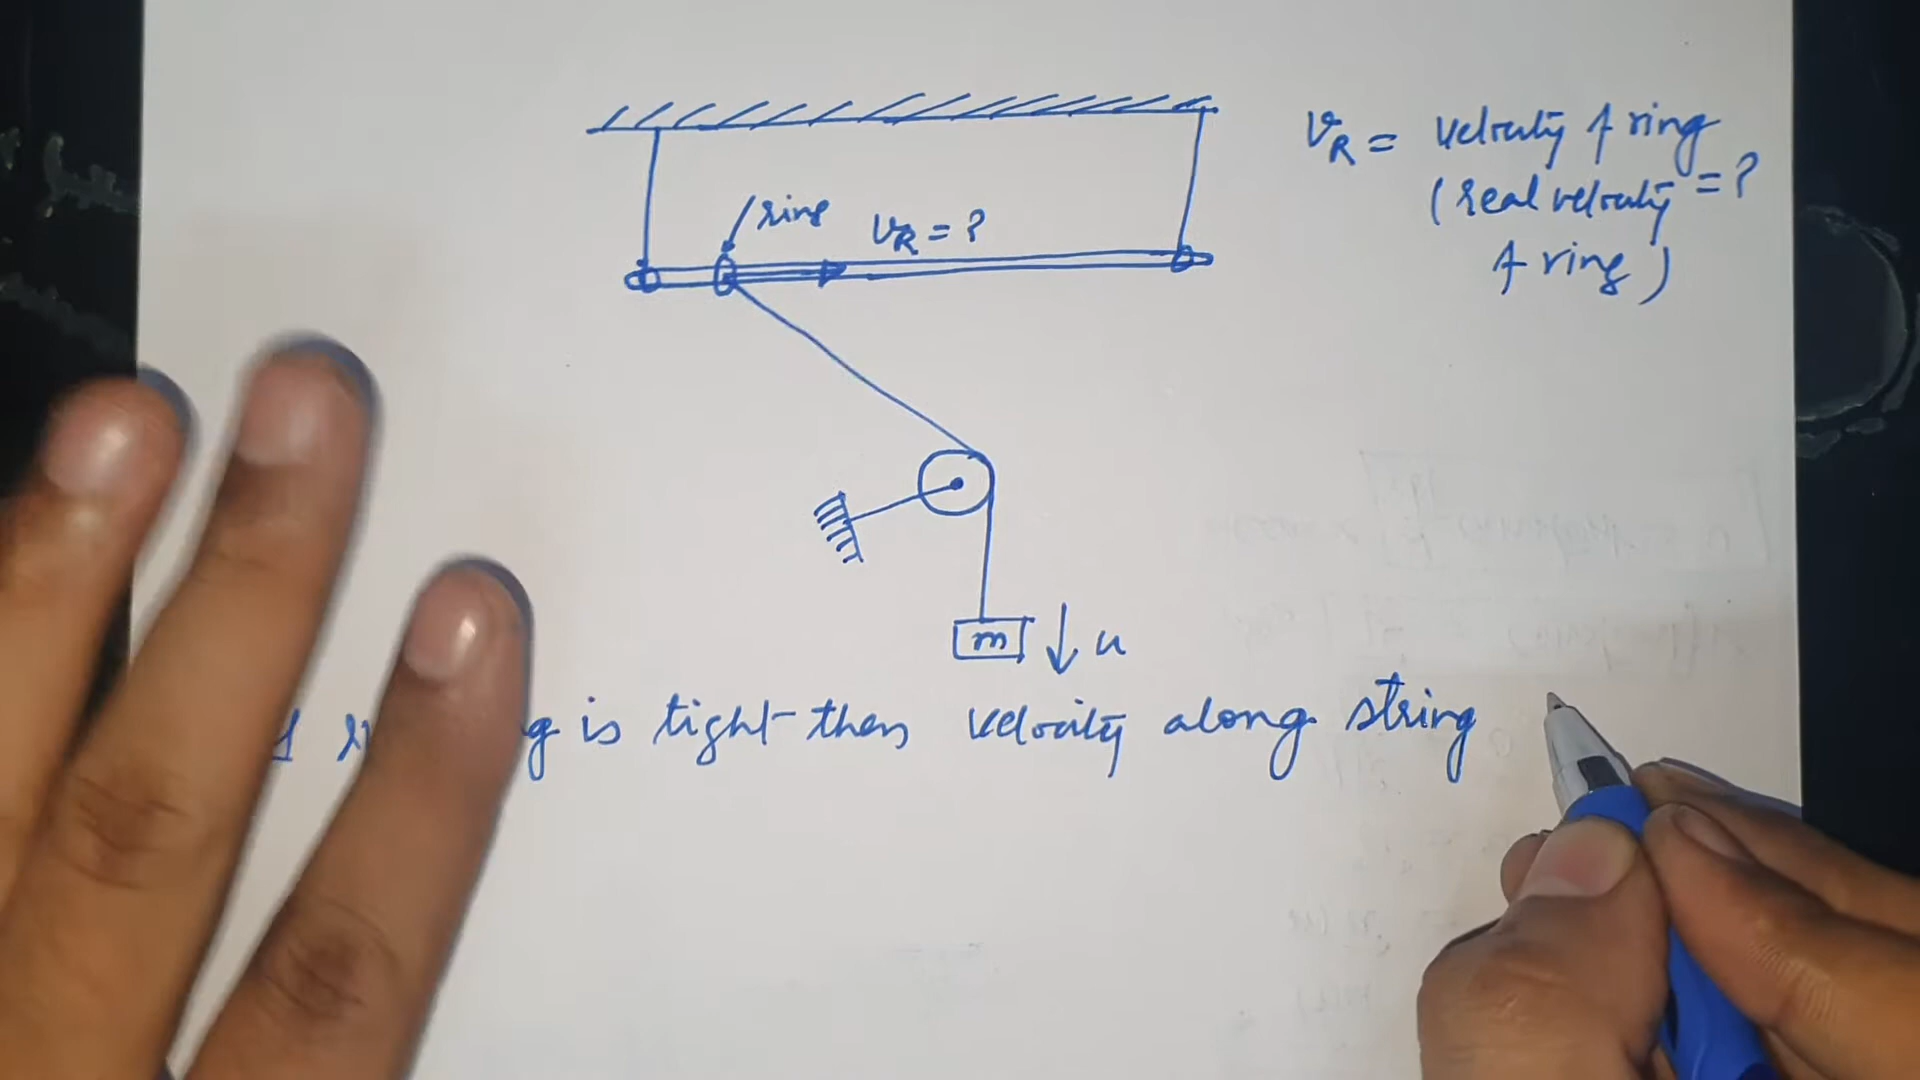 v_R = velocity of ring
(real velocity = ?
of ring)
ring
v_R = ?
m
u
is tight then velocity along string